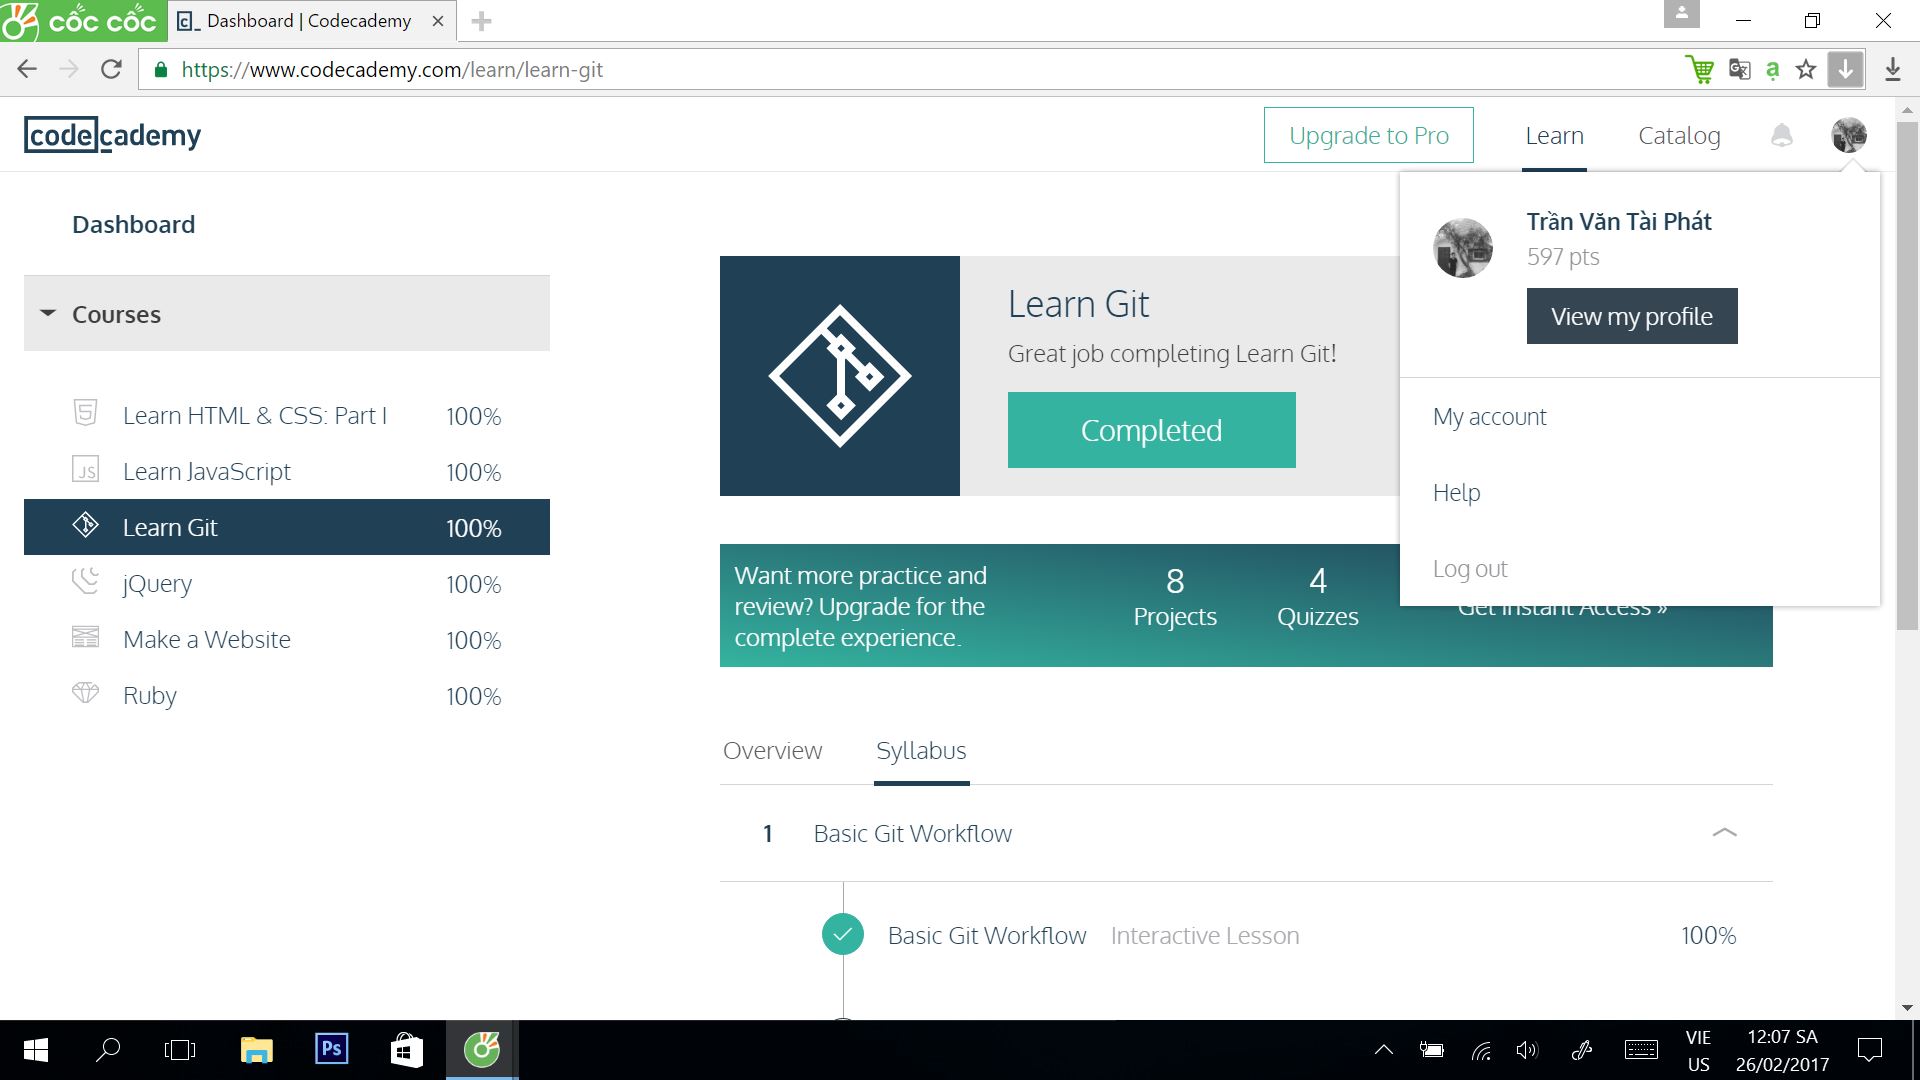 cốc cốc
Dashboard | Codecademy
https://www.codecademy.com/learn/learn-git
codecademy
Upgrade to Pro
Learn
Catalog
Trần Văn Tài Phát
597 pts
View my profile
My account
Help
Log out
Dashboard
Courses
Learn HTML & CSS: Part I 100%
Learn JavaScript 100%
Learn Git 100%
jQuery 100%
Make a Website 100%
Ruby 100%
Learn Git
Great job completing Learn Git!
Completed
Want more practice and
review? Upgrade for the
complete experience.
8
Projects
4
Quizzes
Get Instant Access »
Overview
Syllabus
1 Basic Git Workflow
Basic Git Workflow Interactive Lesson 100%
Ps
VIE
US
12:07 SA
26/02/2017